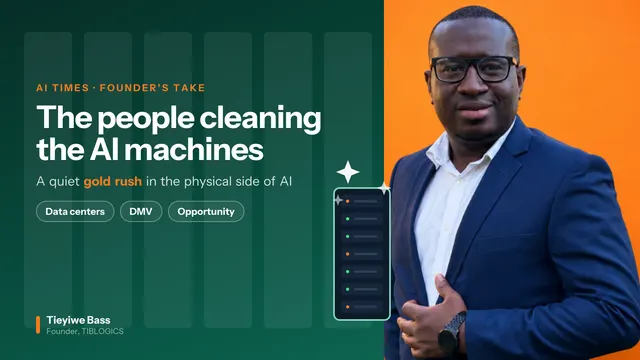 AI TIMES · FOUNDER'S TAKE
The people cleaning
the AI machines
A quiet gold rush in the physical side of AI
Data centers DMV Opportunity
Tieyiwe Bass
Founder, TIBLOGICS